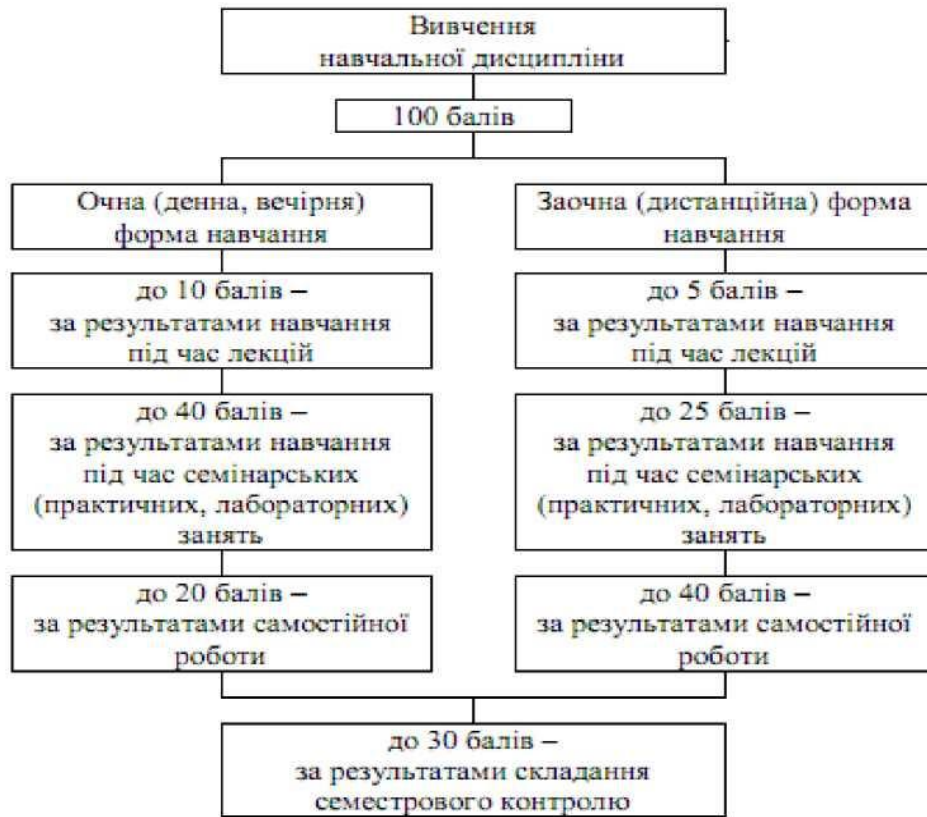 Вивчення
навчальної дисципліни
100 балів
Очна (денна, вечірня)
форма навчання
до 10 балів –
за результатами навчання
під час лекцій
до 40 балів –
за результатами навчання
під час семінарських
(практичних, лабораторних)
занять
до 20 балів –
за результатами самостійної
роботи
Заочна (дистанційна) форма
навчання
до 5 балів –
за результатами навчання
під час лекцій
до 25 балів –
за результатами навчання
під час семінарських
(практичних, лабораторних)
занять
до 40 балів –
за результатами самостійної
роботи
до 30 балів –
за результатами складання
семестрового контролю